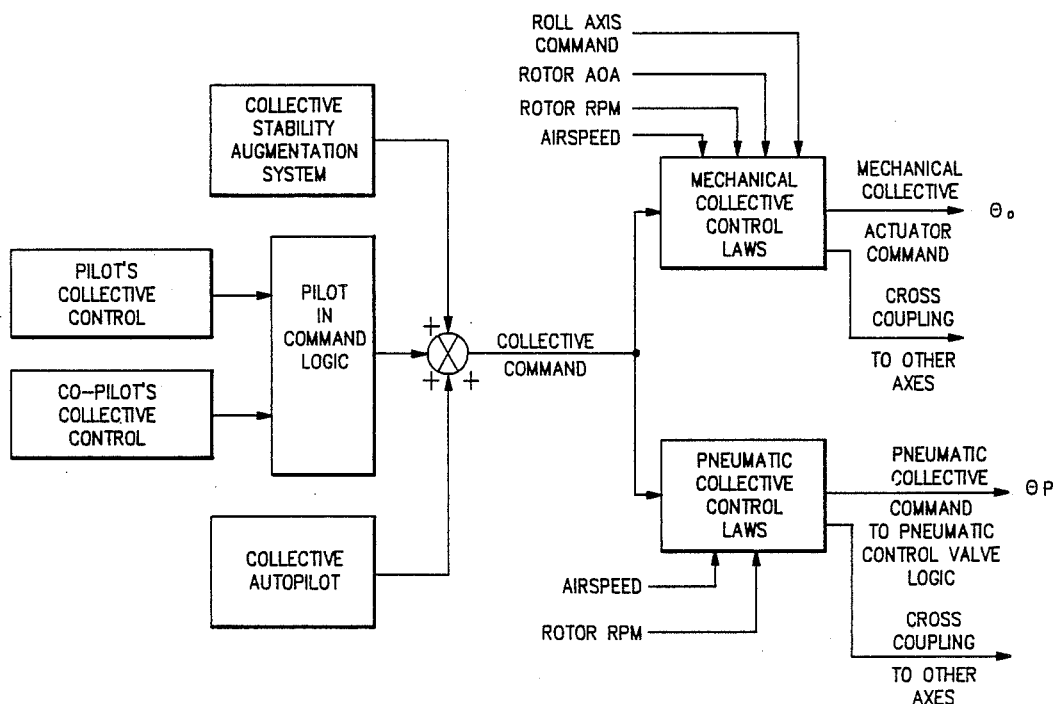 ROLL AXIS
COMMAND
ROTOR AOA
ROTOR RPM
AIRSPEED
COLLECTIVE
STABILITY
AUGMENTATION
SYSTEM
MECHANICAL
COLLECTIVE
CONTROL
LAWS
MECHANICAL
COLLECTIVE
ACTUATOR
COMMAND
Θo
CROSS
COUPLING
TO OTHER
AXES
PILOT'S
COLLECTIVE
CONTROL
CO-PILOT'S
COLLECTIVE
CONTROL
PILOT
IN
COMMAND
LOGIC
+
+
+
COLLECTIVE
COMMAND
COLLECTIVE
AUTOPILOT
PNEUMATIC
COLLECTIVE
CONTROL
LAWS
PNEUMATIC
COLLECTIVE
COMMAND
TO PNEUMATIC
CONTROL VALVE
LOGIC
ΘP
AIRSPEED
ROTOR RPM
CROSS
COUPLING
TO OTHER
AXES